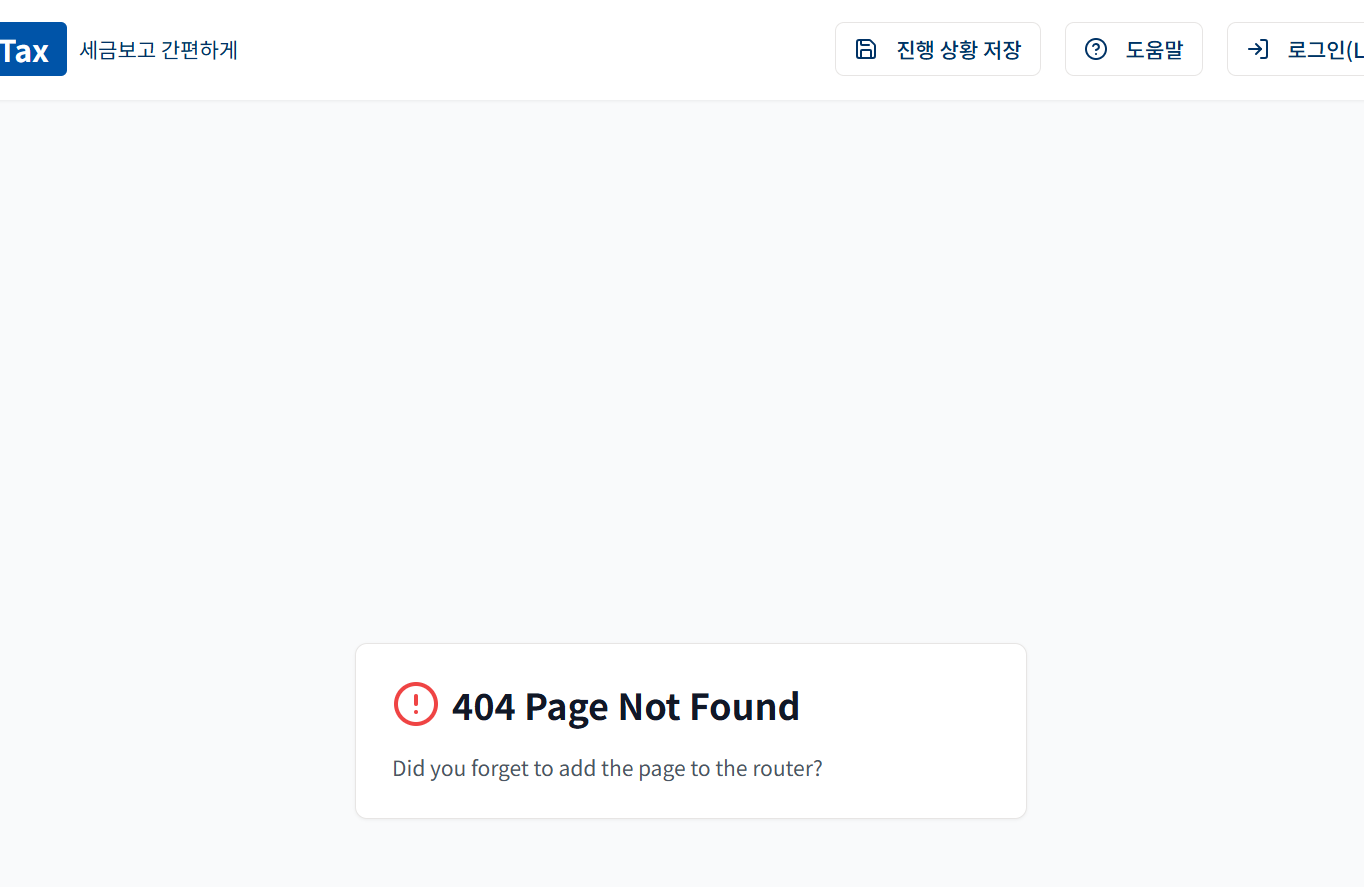 Tax 세금보고 간편하게
진행 상황 저장
도움말
로그인(L
404 Page Not Found
Did you forget to add the page to the router?